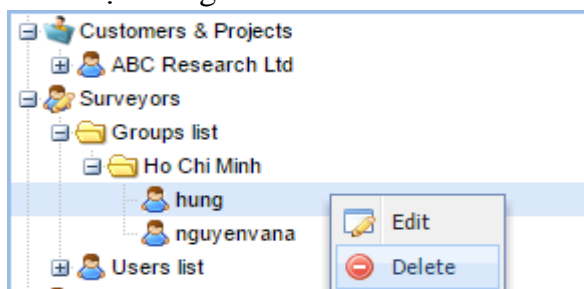 Customers & Projects
ABC Research Ltd
Surveyors
Groups list
Ho Chi Minh
hung
nguyenvana
Users list
Edit
Delete